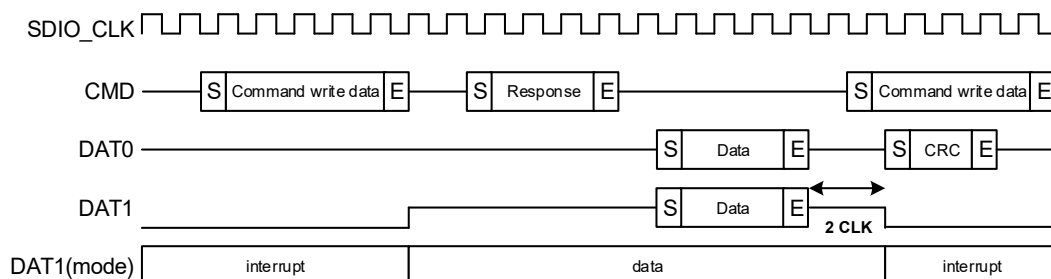 SDIO_CLK
CMD S Command write data E S Response E S Command write data E
DAT0 S Data E S CRC E
DAT1 S Data E 2 CLK
DAT1(mode) interrupt data interrupt